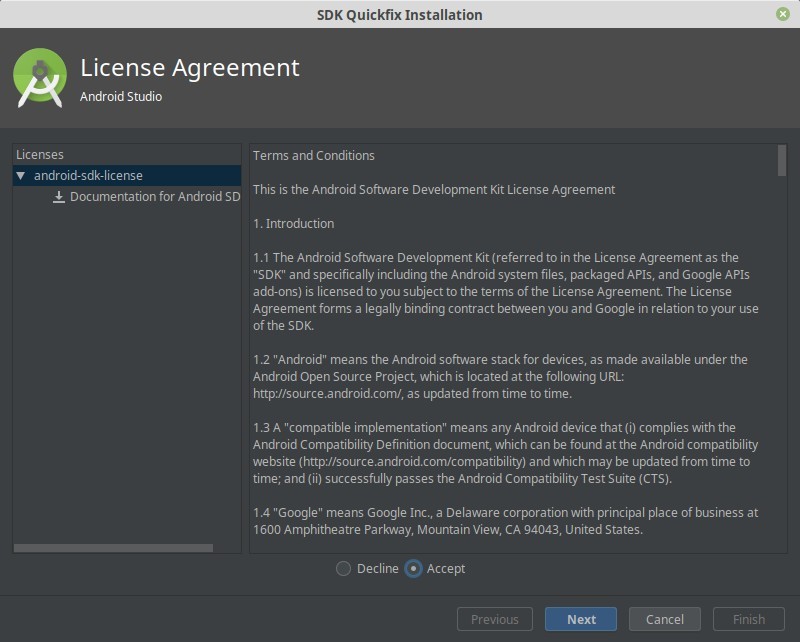 SDK Quickfix Installation
License Agreement
Android Studio
Licenses
android-sdk-license
Documentation for Android SD
Terms and Conditions
This is the Android Software Development Kit License Agreement
1. Introduction
1.1 The Android Software Development Kit (referred to in the License Agreement as the
"SDK" and specifically including the Android system files, packaged APIs, and Google APIs
add-ons) is licensed to you subject to the terms of the License Agreement. The License
Agreement forms a legally binding contract between you and Google in relation to your use
of the SDK.
1.2 "Android" means the Android software stack for devices, as made available under the
Android Open Source Project, which is located at the following URL:
http://source.android.com/, as updated from time to time.
1.3 A "compatible implementation" means any Android device that (i) complies with the
Android Compatibility Definition document, which can be found at the Android compatibility
website (http://source.android.com/compatibility) and which may be updated from time to
time; and (ii) successfully passes the Android Compatibility Test Suite (CTS).
1.4 "Google" means Google Inc., a Delaware corporation with principal place of business at
1600 Amphitheatre Parkway, Mountain View, CA 94043, United States.
Decline Accept
Previous Next Cancel Finish